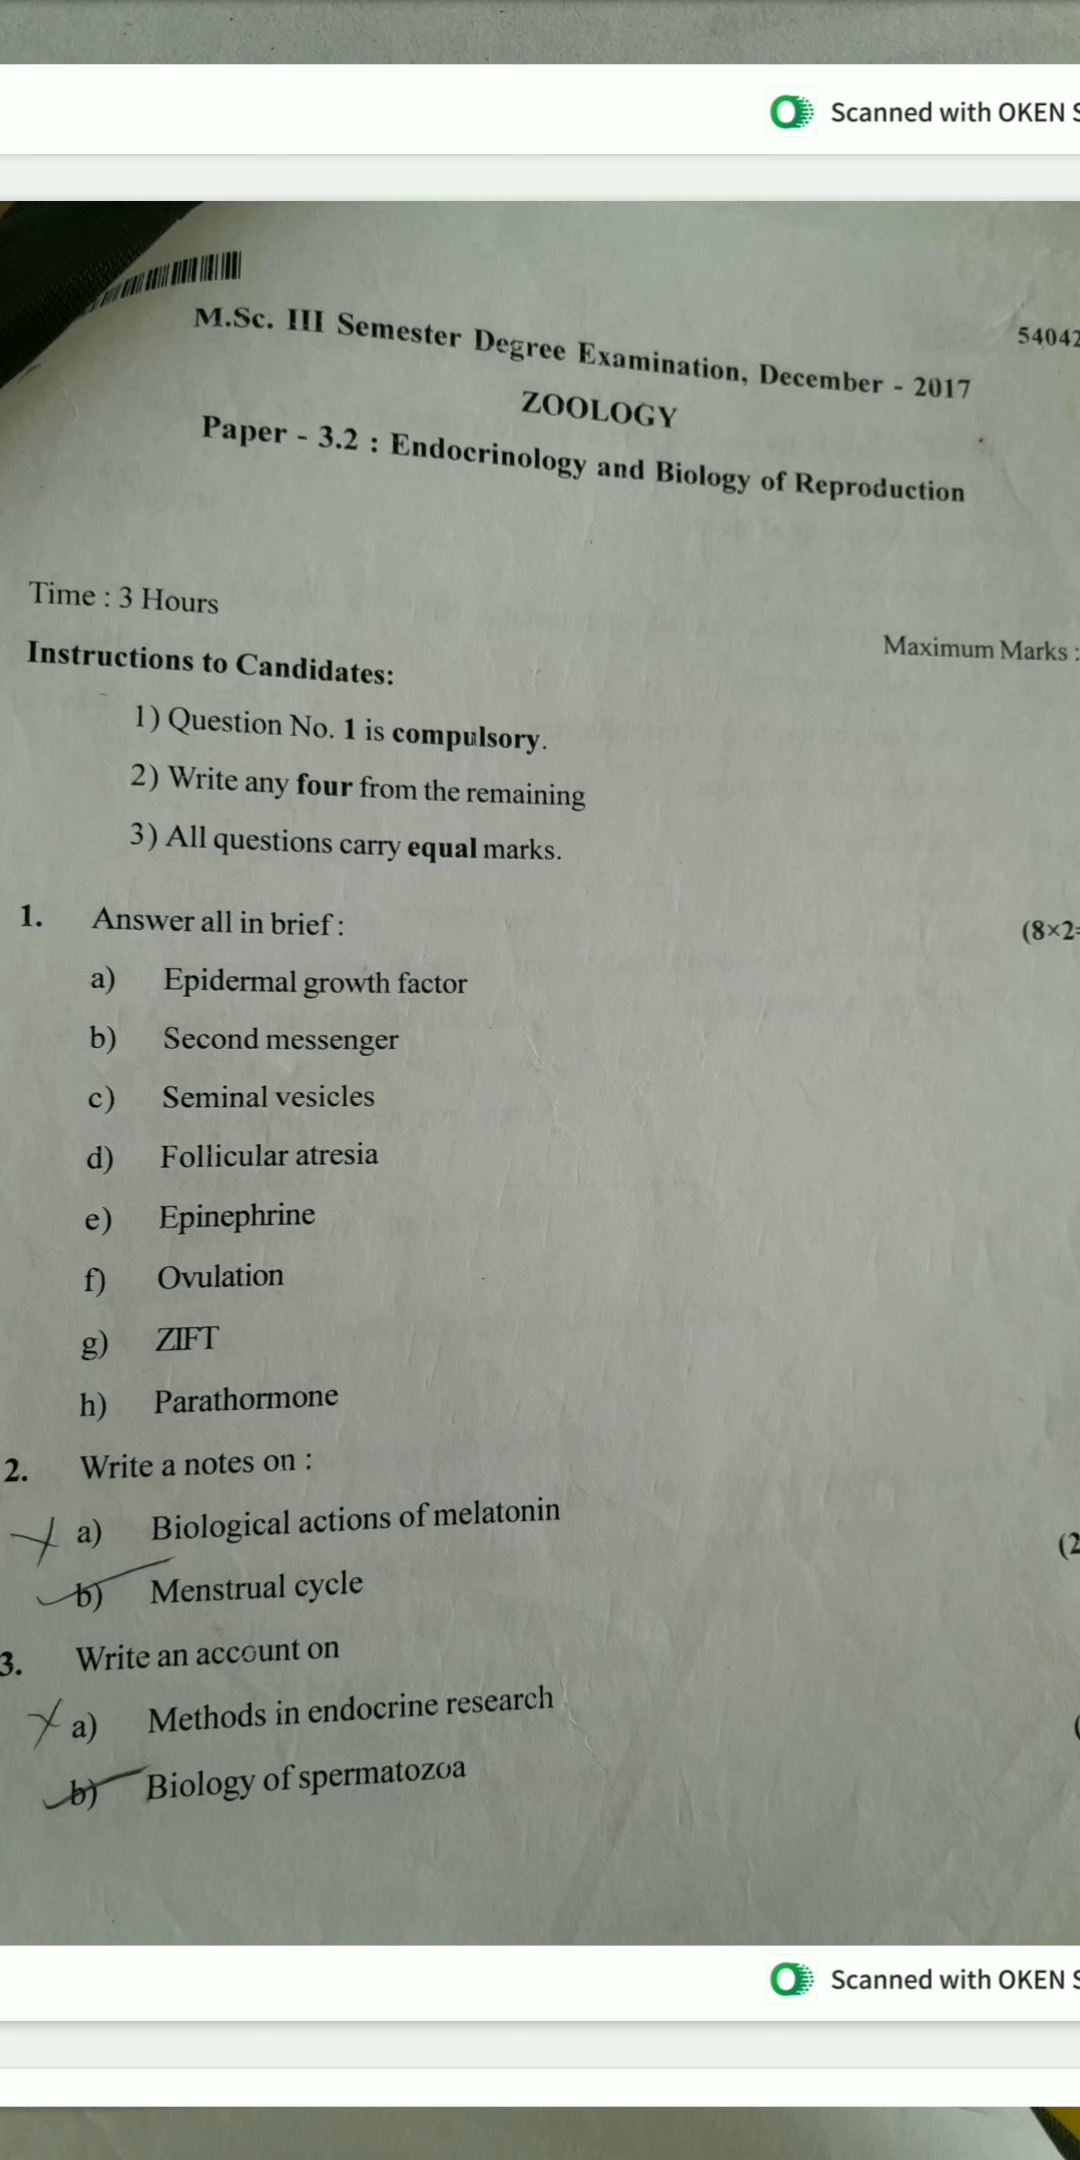 Scanned with OKEN S
M.Sc. III Semester Degree Examination, December - 2017
54042
ZOOLOGY
Paper - 3.2 : Endocrinology and Biology of Reproduction
Time : 3 Hours
Maximum Marks :
Instructions to Candidates:
1) Question No. 1 is compulsory.
2) Write any four from the remaining
3) All questions carry equal marks.
1. Answer all in brief :
(8×2=
a) Epidermal growth factor
b) Second messenger
c) Seminal vesicles
d) Follicular atresia
e) Epinephrine
f) Ovulation
g) ZIFT
h) Parathormone
2. Write a notes on :
a) Biological actions of melatonin
(2
b) Menstrual cycle
3. Write an account on
a) Methods in endocrine research
(
b) Biology of spermatozoa
Scanned with OKEN S